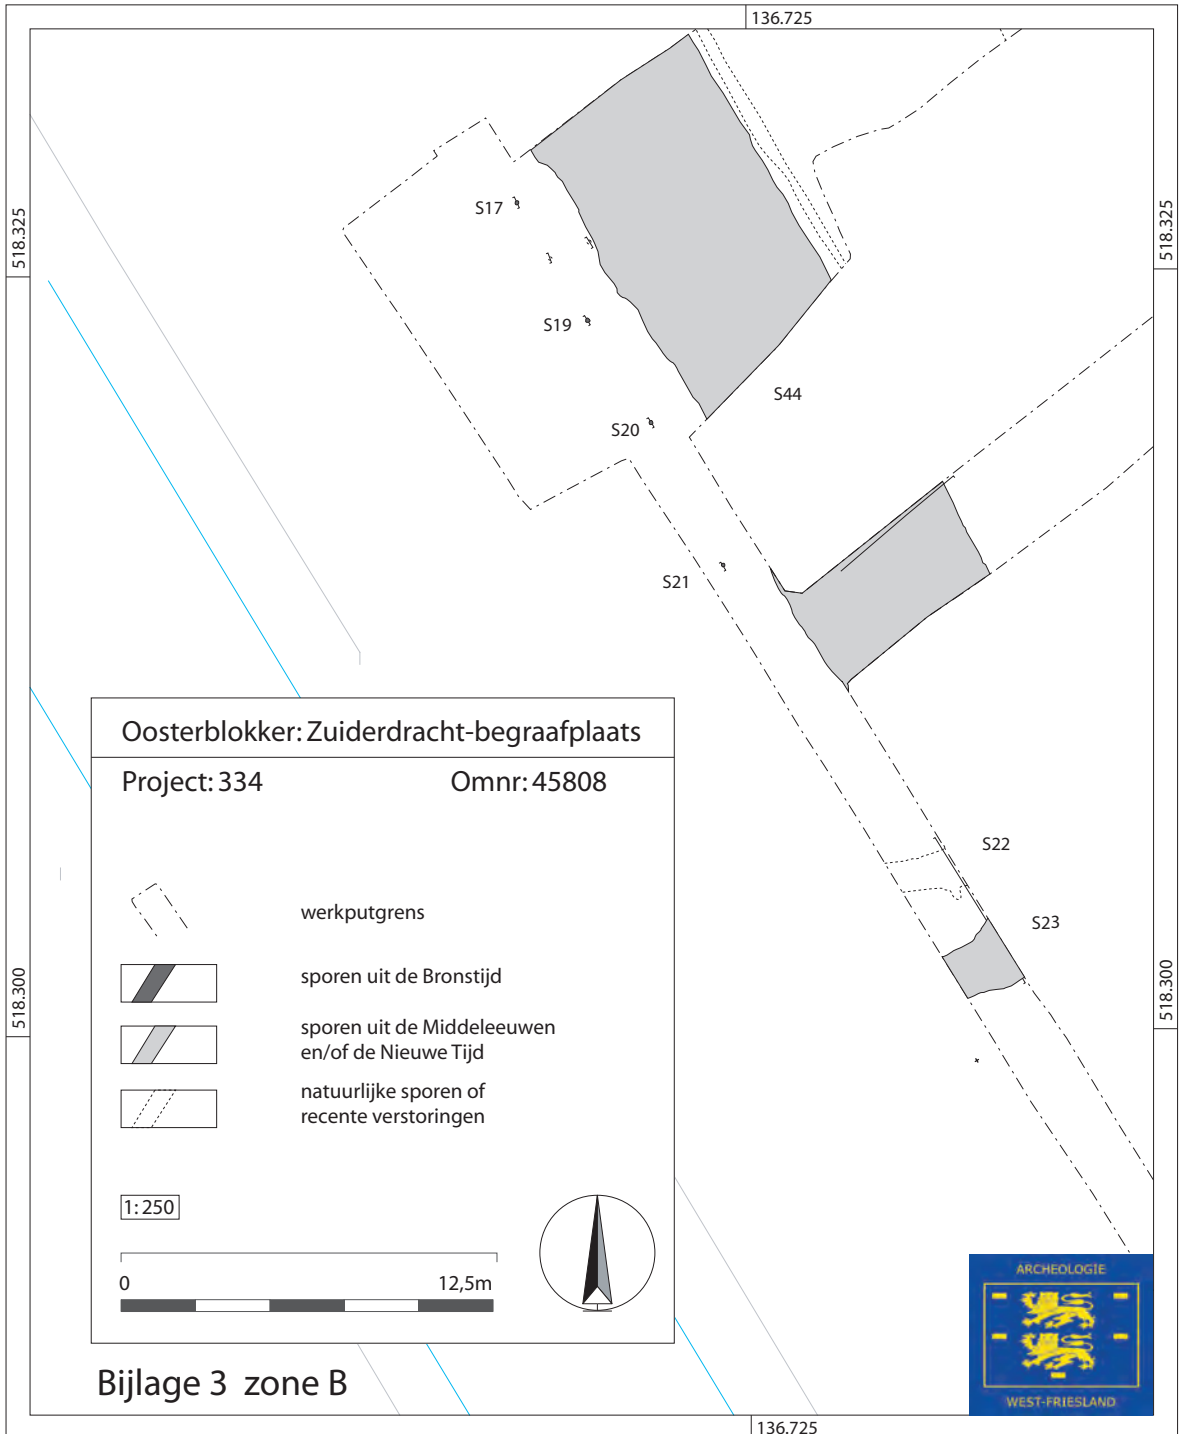 136.725
518.325
518.325
S17
S19
S44
S20
S21
Oosterblokker: Zuiderdracht-begraafplaats
Project: 334 Omnr: 45808
S22
werkputgrens
S23
sporen uit de Bronstijd
518.300
518.300
sporen uit de Middeleeuwen
en/of de Nieuwe Tijd
natuurlijke sporen of
recente verstoringen
1: 250
0 12,5m
ARCHEOLOGIE
WEST-FRIESLAND
Bijlage 3 zone B
136.725